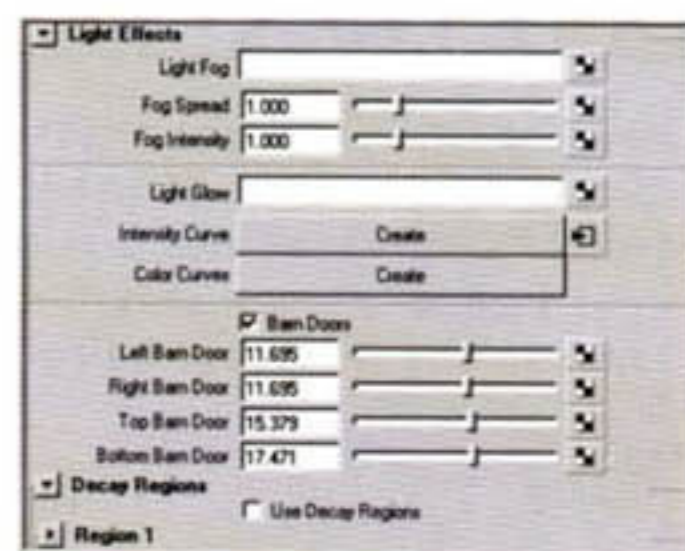 Light Effects
Light Fog
Fog Spread 1.000
Fog Intensity 1.000
Light Glow
Intensity Curve Create
Color Curves Create
Barn Doors
Left Barn Door 11.695
Right Barn Door 11.695
Top Barn Door 15.379
Bottom Barn Door 17.471
Decay Regions
Use Decay Regions
Region 1